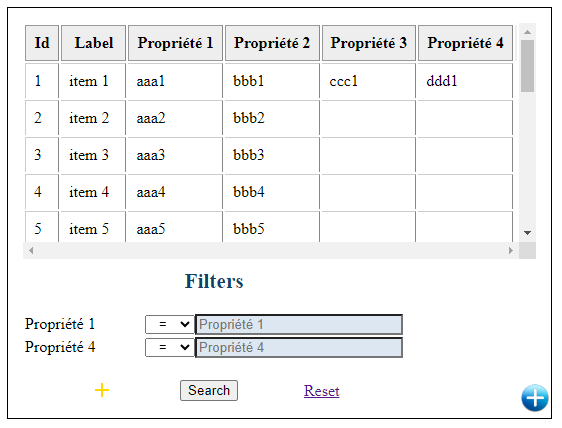 Id Label Propriété 1 Propriété 2 Propriété 3 Propriété 4
1 item 1 aaa1 bbb1 ccc1 ddd1
2 item 2 aaa2 bbb2
3 item 3 aaa3 bbb3
4 item 4 aaa4 bbb4
5 item 5 aaa5 bbb5
Filters
Propriété 1 = Propriété 1
Propriété 4 = Propriété 4
+ Search Reset